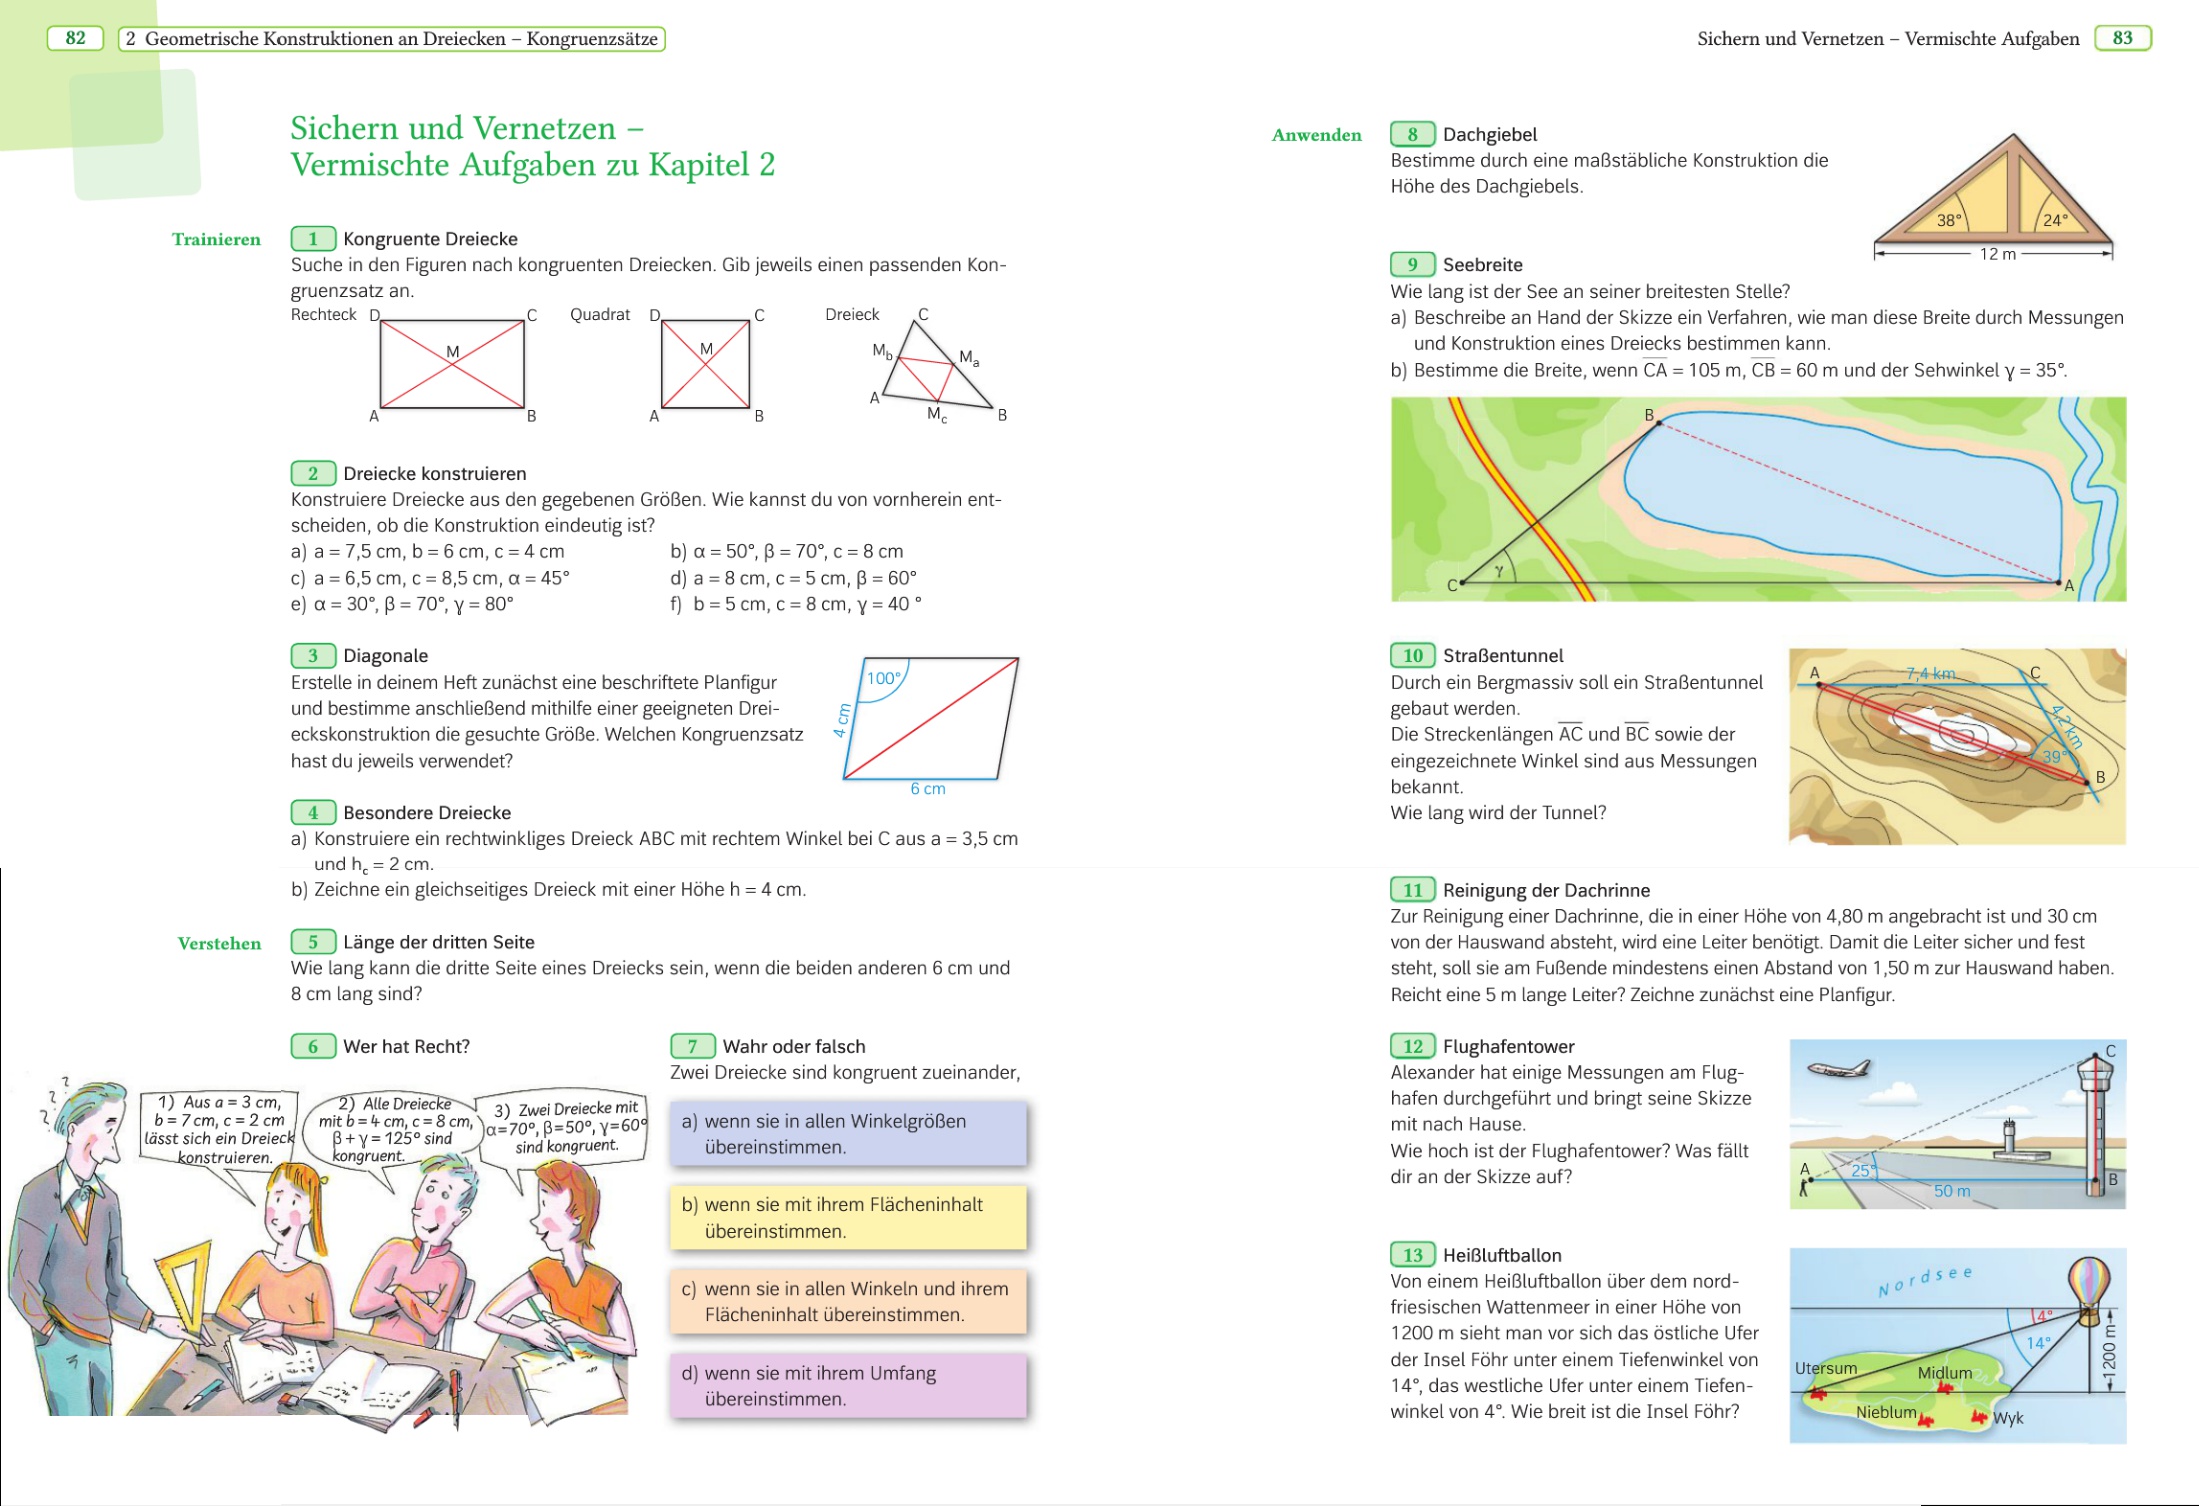 82
2 Geometrische Konstruktionen an Dreiecken – Kongruenzsätze
Sichern und Vernetzen –
Vermischte Aufgaben zu Kapitel 2
Trainieren
1 Kongruente Dreiecke
Suche in den Figuren nach kongruenten Dreiecken. Gib jeweils einen passenden Kon-
gruenzsatz an.
Rechteck D C Quadrat D C Dreieck C
M M M_b M_a
A B A B A M_c B
2 Dreiecke konstruieren
Konstruiere Dreiecke aus den gegebenen Größen. Wie kannst du von vornherein ent-
scheiden, ob die Konstruktion eindeutig ist?
a) a = 7,5 cm, b = 6 cm, c = 4 cm b) α = 50°, β = 70°, c = 8 cm
c) a = 6,5 cm, c = 8,5 cm, α = 45° d) a = 8 cm, c = 5 cm, β = 60°
e) α = 30°, β = 70°, γ = 80° f) b = 5 cm, c = 8 cm, γ = 40 °
3 Diagonale
Erstelle in deinem Heft zunächst eine beschriftete Planfigur
und bestimme anschließend mithilfe einer geeigneten Drei-
eckskonstruktion die gesuchte Größe. Welchen Kongruenzsatz
hast du jeweils verwendet?
100°
4 cm
6 cm
4 Besondere Dreiecke
a) Konstruiere ein rechtwinkliges Dreieck ABC mit rechtem Winkel bei C aus a = 3,5 cm
und h_c = 2 cm.
b) Zeichne ein gleichseitiges Dreieck mit einer Höhe h = 4 cm.
Verstehen
5 Länge der dritten Seite
Wie lang kann die dritte Seite eines Dreiecks sein, wenn die beiden anderen 6 cm und
8 cm lang sind?
6 Wer hat Recht?
? ? ? ?
1) Aus a = 3 cm,
b = 7 cm, c = 2 cm
lässt sich ein Dreieck
konstruieren.
2) Alle Dreiecke
mit b = 4 cm, c = 8 cm,
β + γ = 125° sind
kongruent.
3) Zwei Dreiecke mit
α=70°, β=50°, γ=60°
sind kongruent.
7 Wahr oder falsch
Zwei Dreiecke sind kongruent zueinander,
a) wenn sie in allen Winkelgrößen
übereinstimmen.
b) wenn sie mit ihrem Flächeninhalt
übereinstimmen.
c) wenn sie in allen Winkeln und ihrem
Flächeninhalt übereinstimmen.
d) wenn sie mit ihrem Umfang
übereinstimmen.
Sichern und Vernetzen – Vermischte Aufgaben
83
Anwenden
8 Dachgiebel
Bestimme durch eine maßstäbliche Konstruktion die
Höhe des Dachgiebels.
38° 24°
12 m
9 Seebreite
Wie lang ist der See an seiner breitesten Stelle?
a) Beschreibe an Hand der Skizze ein Verfahren, wie man diese Breite durch Messungen
und Konstruktion eines Dreiecks bestimmen kann.
b) Bestimme die Breite, wenn C̅A̅ = 105 m, C̅B̅ = 60 m und der Sehwinkel γ = 35°.
B
C γ A
10 Straßentunnel
Durch ein Bergmassiv soll ein Straßentunnel
gebaut werden.
Die Streckenlängen A̅C̅ und B̅C̅ sowie der
eingezeichnete Winkel sind aus Messungen
bekannt.
Wie lang wird der Tunnel?
A 7,4 km C
4,2 km
39°
B
11 Reinigung der Dachrinne
Zur Reinigung einer Dachrinne, die in einer Höhe von 4,80 m angebracht ist und 30 cm
von der Hauswand absteht, wird eine Leiter benötigt. Damit die Leiter sicher und fest
steht, soll sie am Fußende mindestens einen Abstand von 1,50 m zur Hauswand haben.
Reicht eine 5 m lange Leiter? Zeichne zunächst eine Planfigur.
12 Flughafentower
Alexander hat einige Messungen am Flug-
hafen durchgeführt und bringt seine Skizze
mit nach Hause.
Wie hoch ist der Flughafentower? Was fällt
dir an der Skizze auf?
C
A 25° B
50 m
13 Heißluftballon
Von einem Heißluftballon über dem nord-
friesischen Wattenmeer in einer Höhe von
1200 m sieht man vor sich das östliche Ufer
der Insel Föhr unter einem Tiefenwinkel von
14°, das westliche Ufer unter einem Tiefen-
winkel von 4°. Wie breit ist die Insel Föhr?
Nordsee
4°
14°
1200 m
Utersum Midlum
Nieblum Wyk